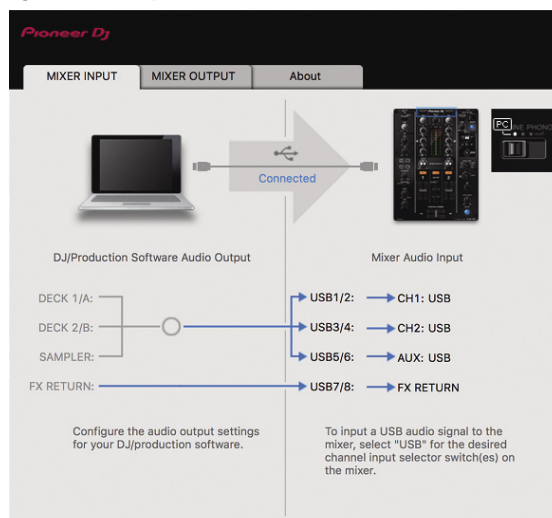 Pioneer Dj
MIXER INPUT
MIXER OUTPUT
About
PC
LINE PHONO
Connected
DJ/Production Software Audio Output
Mixer Audio Input
DECK 1/A:
DECK 2/B:
SAMPLER:
FX RETURN:
USB1/2:
CH1: USB
USB3/4:
CH2: USB
USB5/6:
AUX: USB
USB7/8:
FX RETURN
Configure the audio output settings
for your DJ/production software.
To input a USB audio signal to the
mixer, select "USB" for the desired
channel input selector switch(es) on
the mixer.